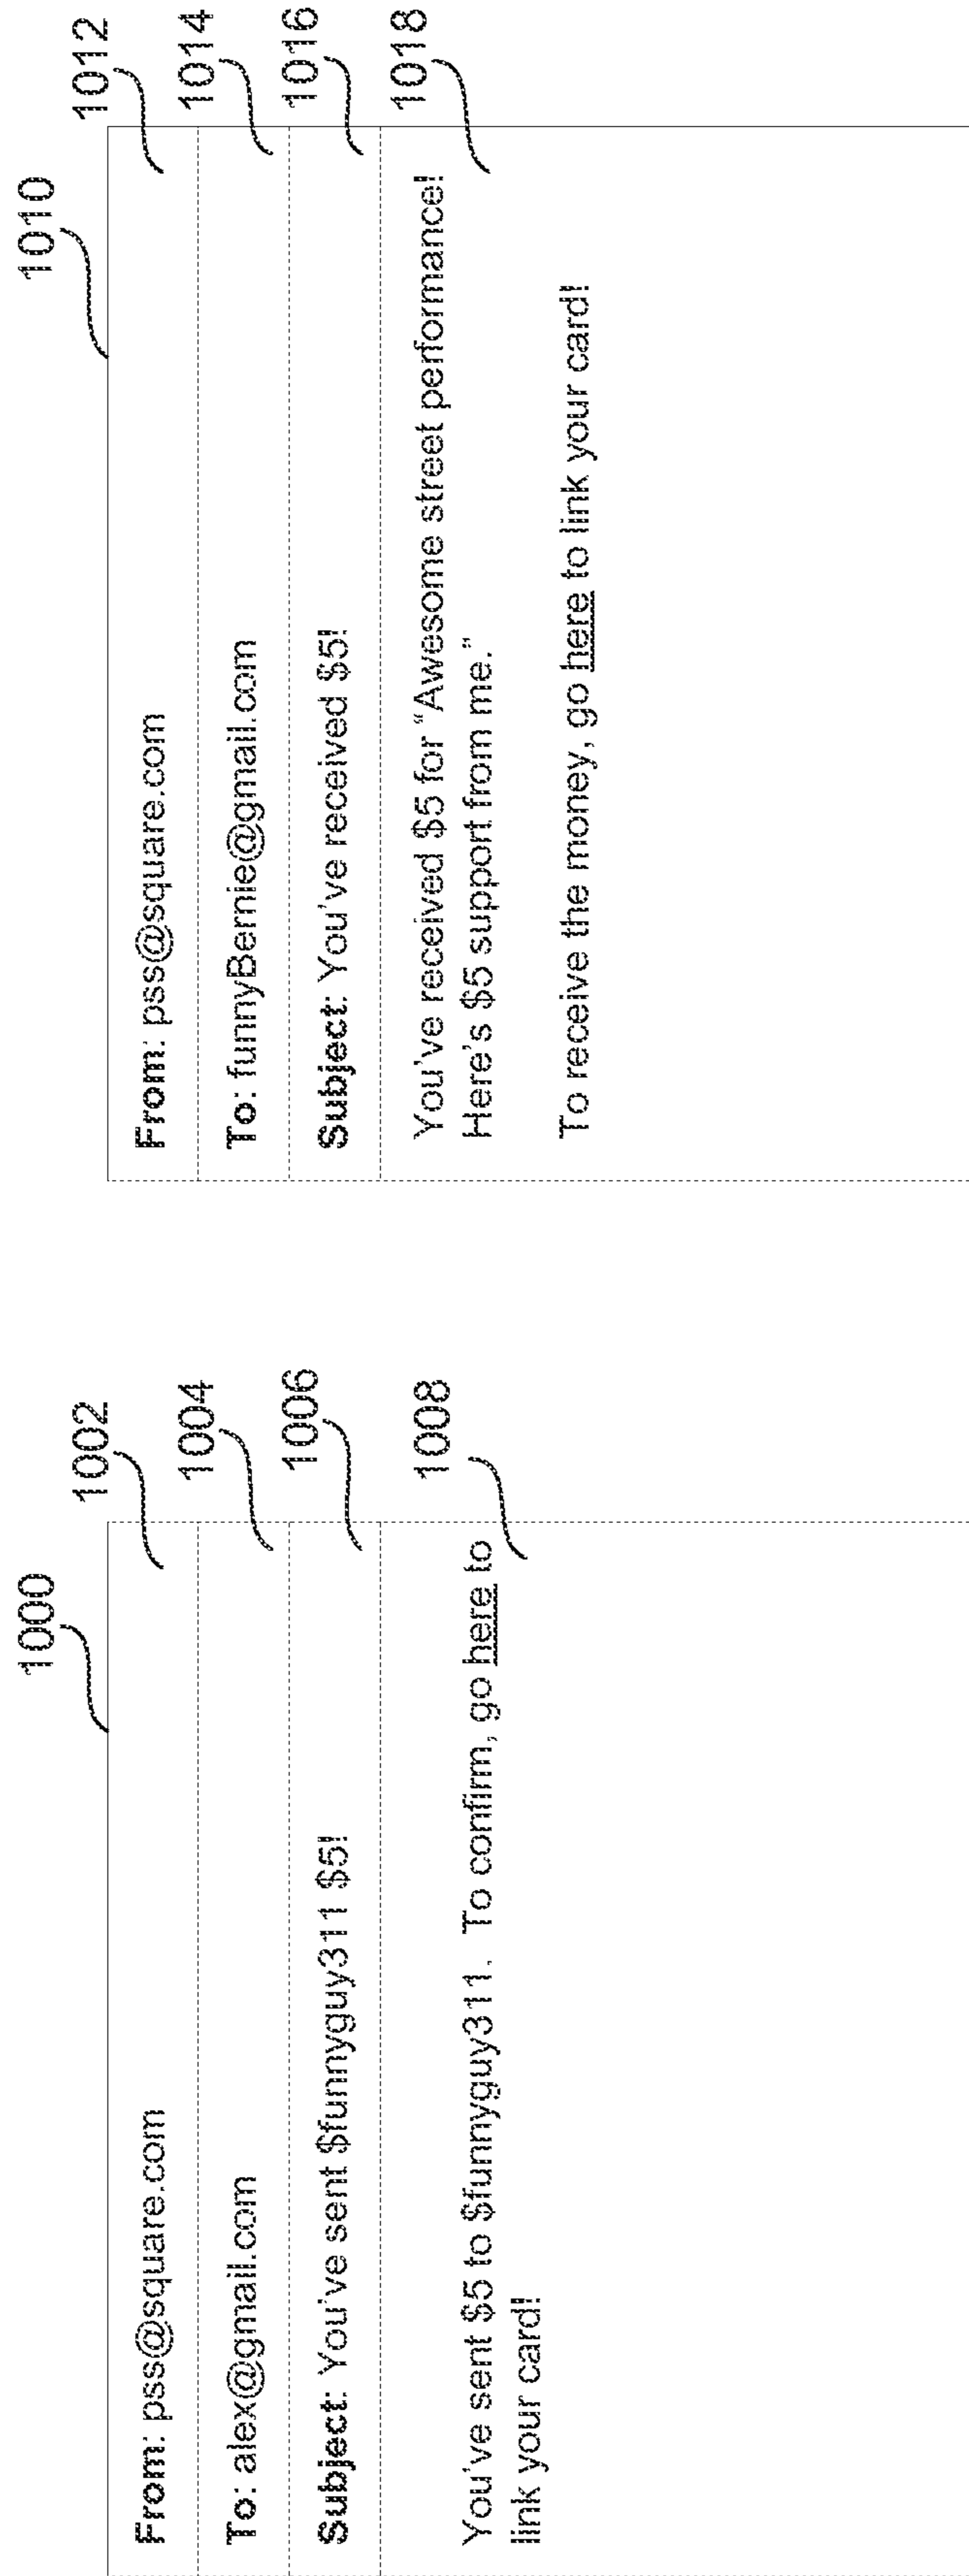 1000
1002
From: pss@square.com
1004
To: alex@gmail.com
1006
Subject: You've sent $funnyguy311 $5!
1008
You've sent $5 to $funnyguy311.  To confirm, go here to
link your card!
1010
1012
From: pss@square.com
1014
To: funnyBernie@gmail.com
1016
Subject: You've received $5!
1018
You've received $5 for “Awesome street performance!
Here's $5 support from me.”
To receive the money, go here to link your card!